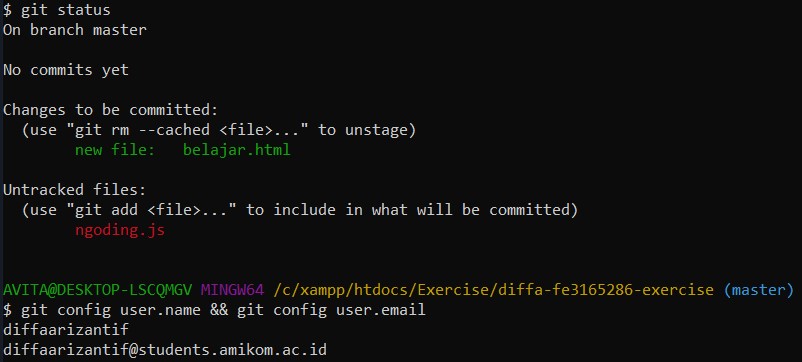 $ git status
On branch master
No commits yet
Changes to be committed:
  (use "git rm --cached <file>..." to unstage)
        new file:   belajar.html
Untracked files:
  (use "git add <file>..." to include in what will be committed)
        ngoding.js
AVITA@DESKTOP-LSCQMGV MINGW64 /c/xampp/htdocs/Exercise/diffa-fe3165286-exercise (master)
$ git config user.name && git config user.email
diffaarizantif
diffaarizantif@students.amikom.ac.id